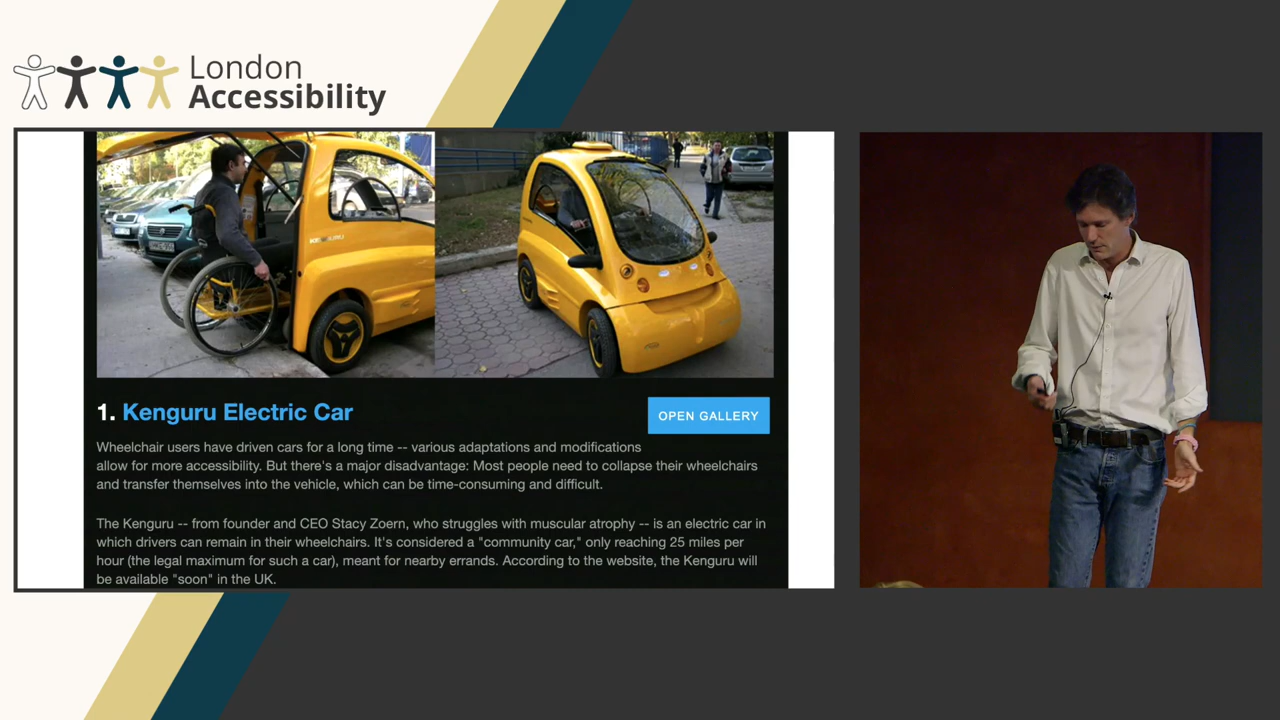 London
Accessibility
1. Kenguru Electric Car
OPEN GALLERY
Wheelchair users have driven cars for a long time -- various adaptations and modifications
allow for more accessibility. But there's a major disadvantage: Most people need to collapse their wheelchairs
and transfer themselves into the vehicle, which can be time-consuming and difficult.
The Kenguru -- from founder and CEO Stacy Zoern, who struggles with muscular atrophy -- is an electric car in
which drivers can remain in their wheelchairs. It's considered a "community car," only reaching 25 miles per
hour (the legal maximum for such a car), meant for nearby errands. According to the website, the Kenguru will
be available "soon" in the UK.